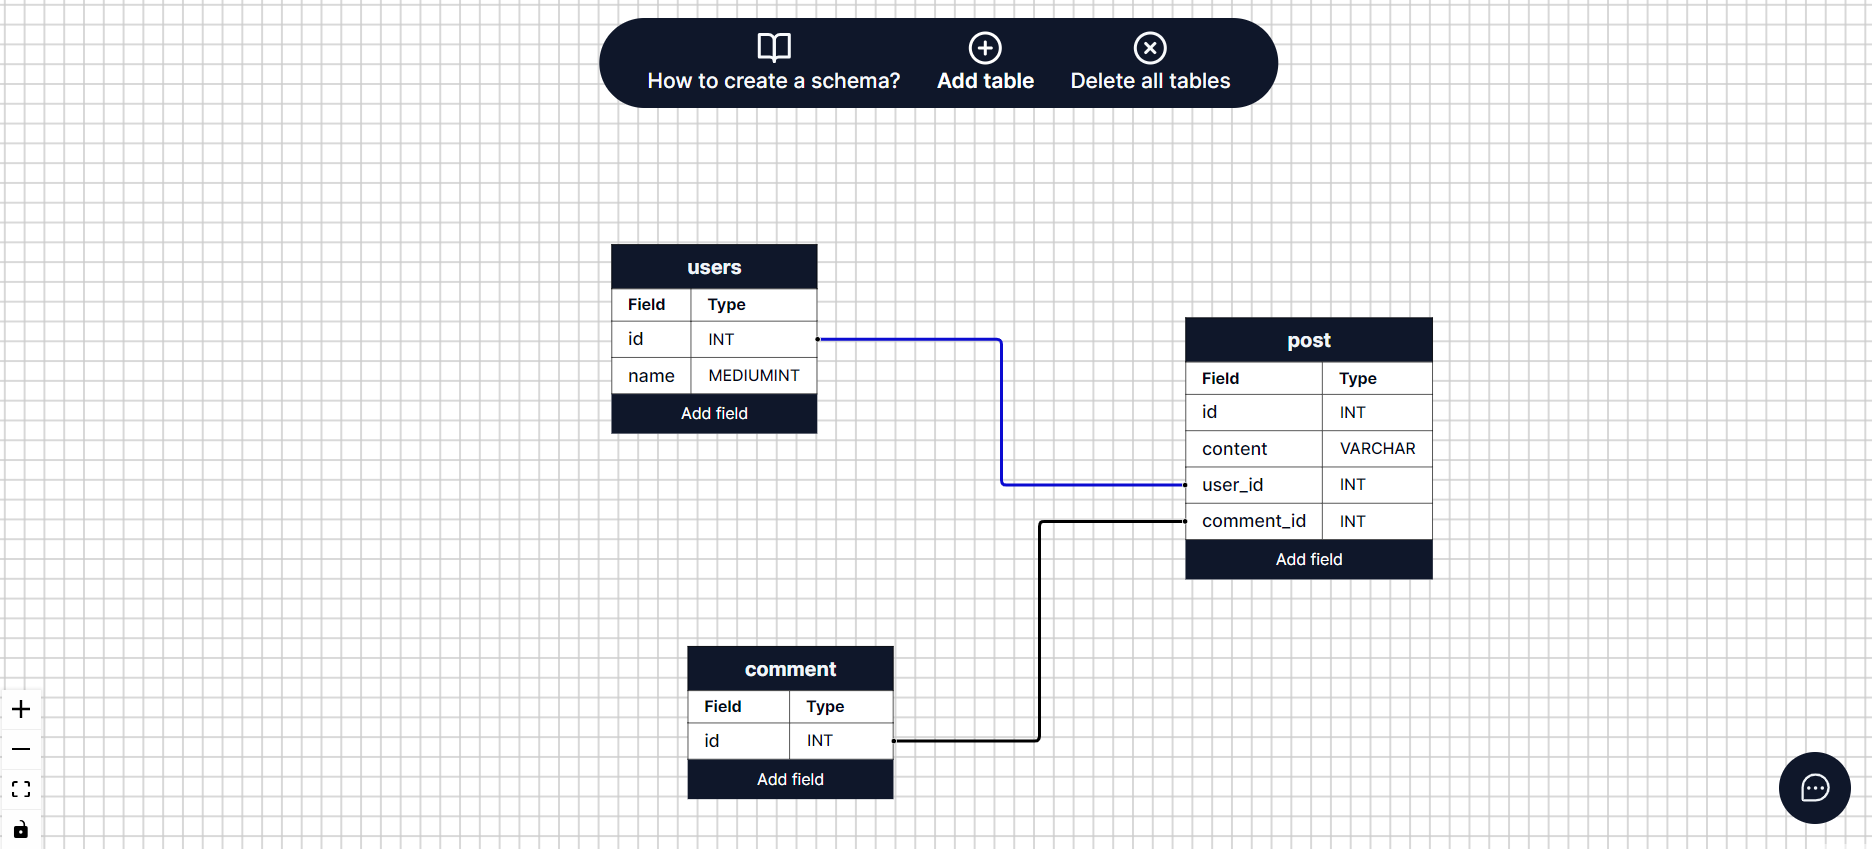 How to create a schema?
Add table
Delete all tables
users
Field Type
id INT
name MEDIUMINT
Add field
post
Field Type
id INT
content VARCHAR
user_id INT
comment_id INT
Add field
comment
Field Type
id INT
Add field